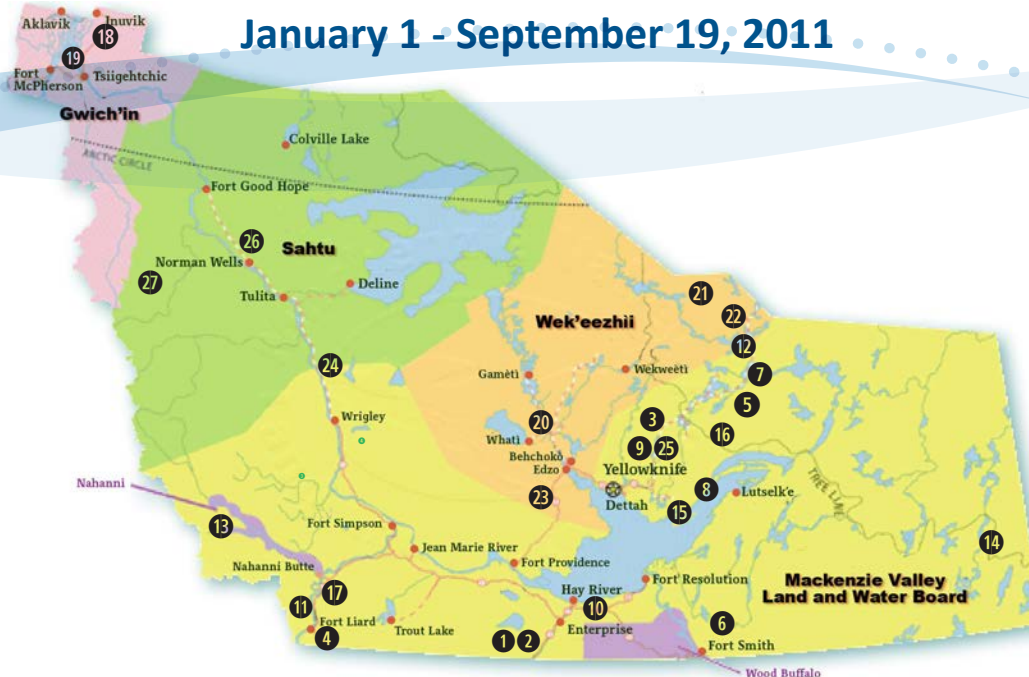 January 1 - September 19, 2011
Aklavik
Inuvik
18
19
Fort
McPherson
Tsiigehtchic
Gwich'in
ARCTIC CIRCLE
Colville Lake
Fort Good Hope
26
Sahtu
Norman Wells
27
Deline
Tulita
21
22
Wek'eezhii
12
24
Gamètì
Wekweètì
7
5
Wrigley
3
20
16
Whatì
9
25
Behchokǫ̀
Edzo
Yellowknife
Nahanni
8
Lutselk'e
TREE LINE
23
Dettah
15
13
Fort Simpson
14
Jean Marie River
Nahanni Butte
Fort Providence
Fort Resolution
Mackenzie Valley
Land and Water Board
17
Hay River
11
10
Fort Liard
Trout Lake
Enterprise
6
4
1
2
Fort Smith
Wood Buffalo